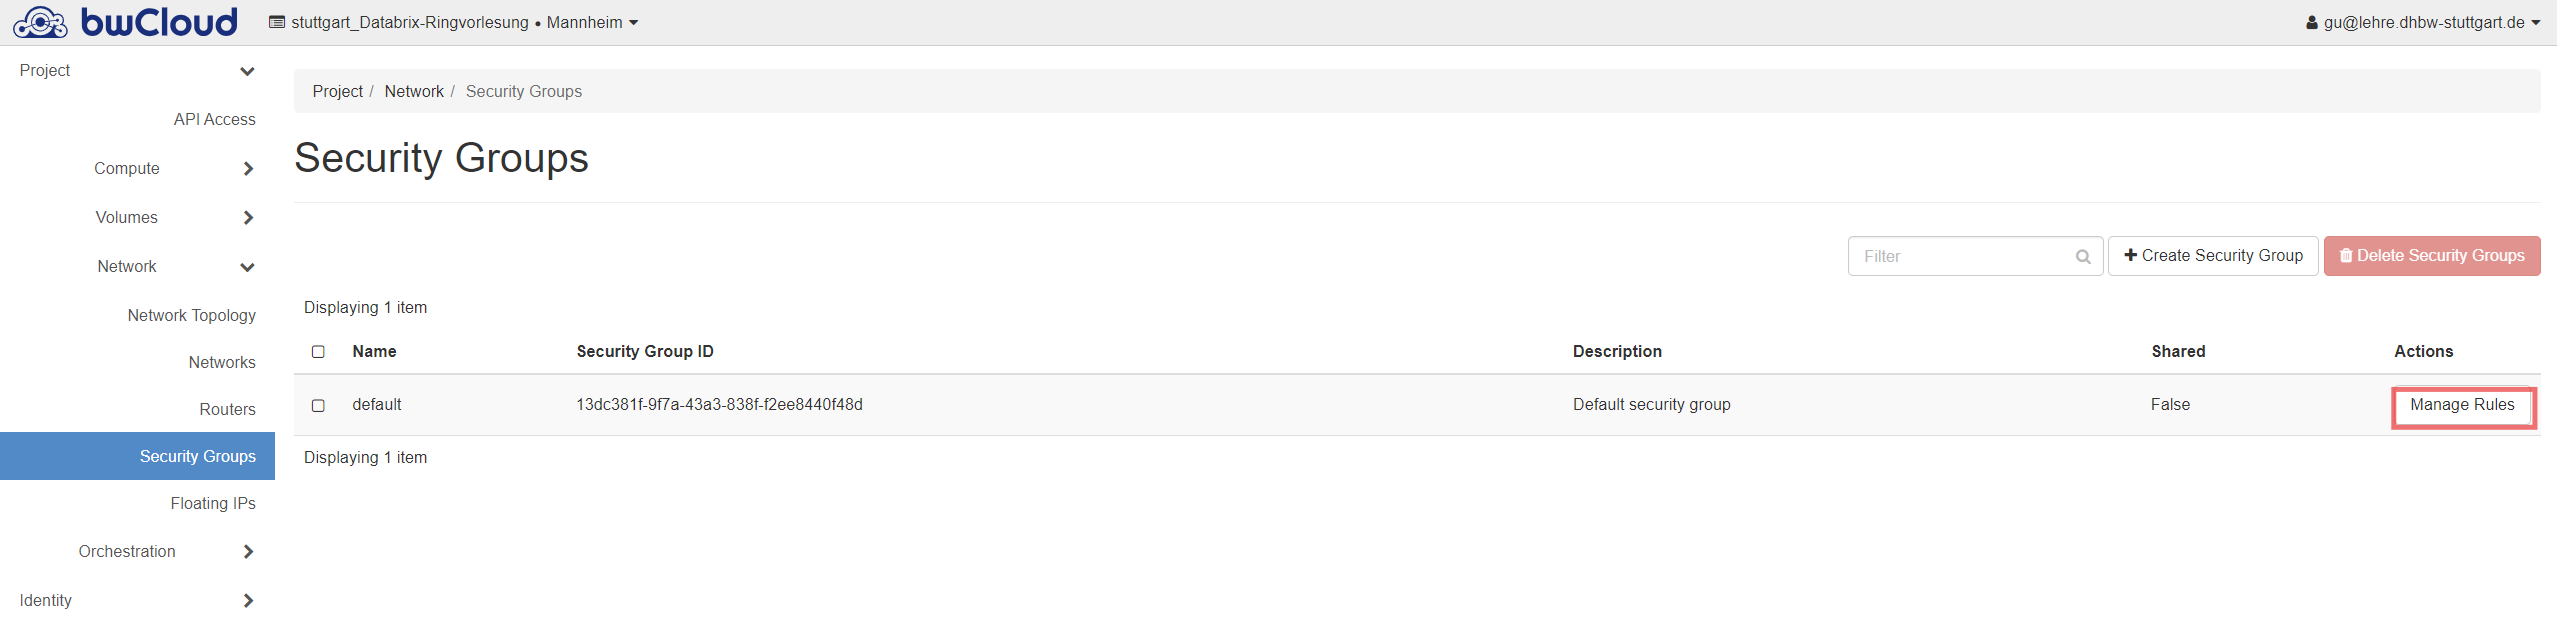 bwCloud stuttgart_Databrix-Ringvorlesung • Mannheim gu@lehre.dhbw-stuttgart.de
Project
API Access
Compute
Volumes
Network
Network Topology
Networks
Routers
Security Groups
Floating IPs
Orchestration
Identity
Project / Network / Security Groups
Security Groups
Filter Create Security Group Delete Security Groups
Displaying 1 item
Name Security Group ID Description Shared Actions
default 13dc381f-9f7a-43a3-838f-f2ee8440f48d Default security group False Manage Rules
Displaying 1 item